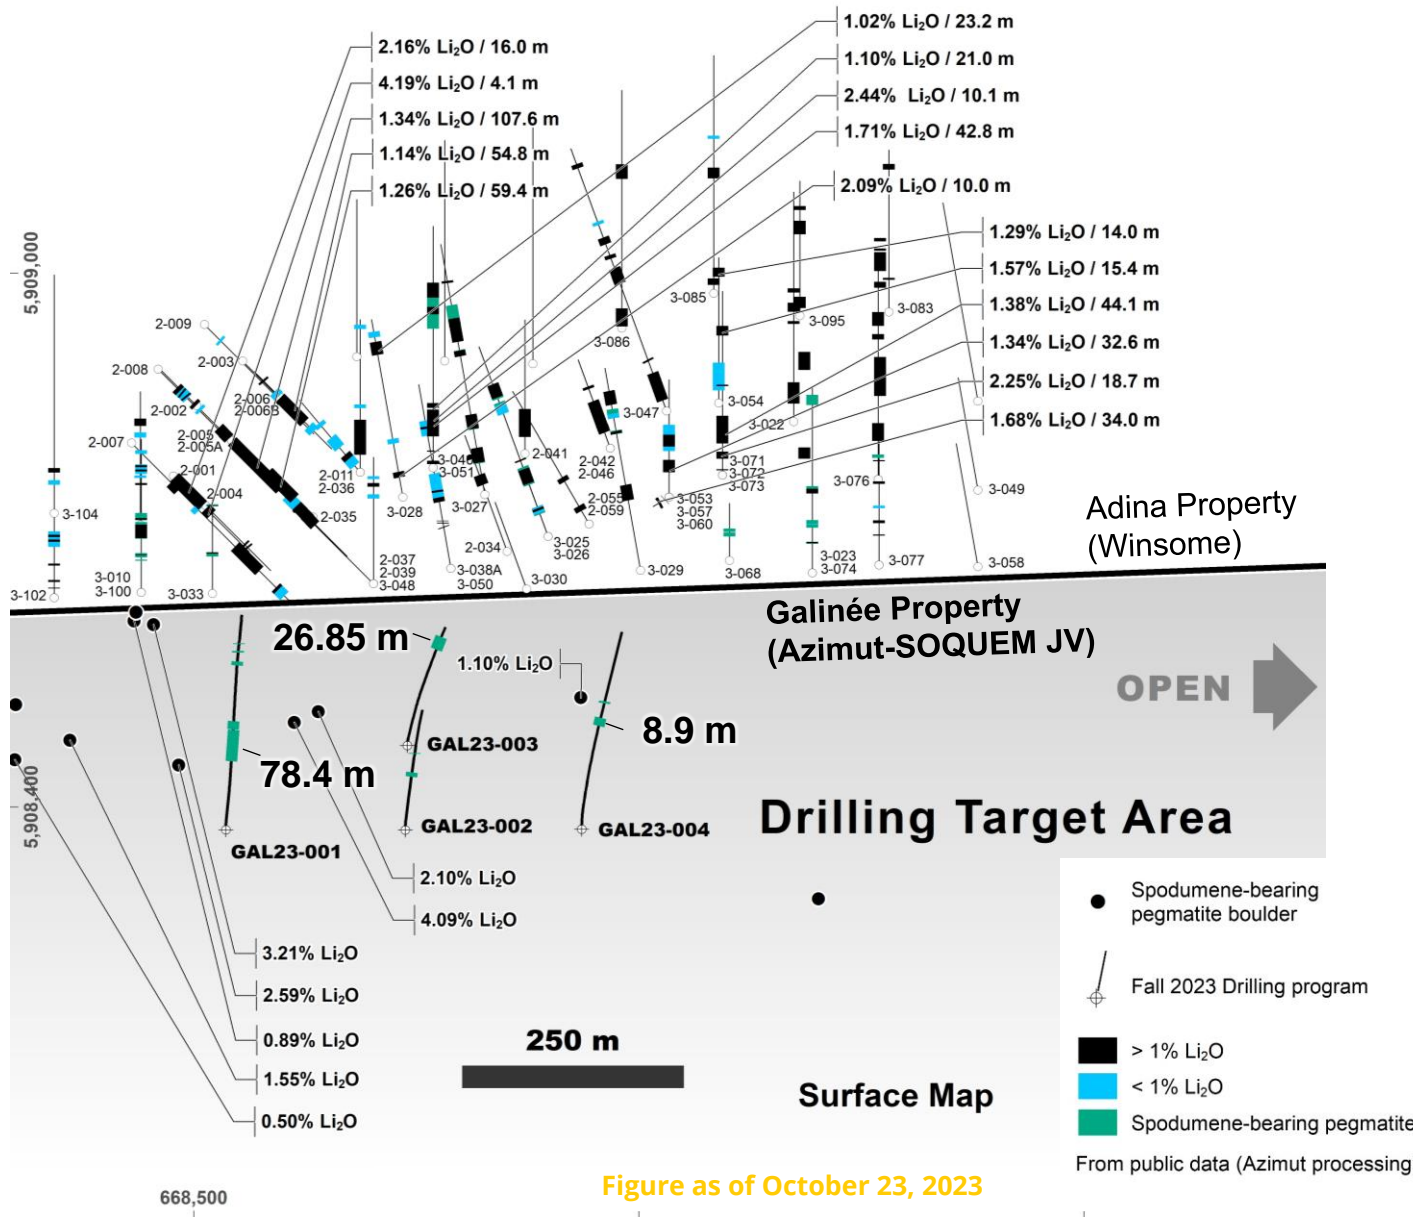 1.02% Li₂O / 23.2 m
2.16% Li₂O / 16.0 m
1.10% Li₂O / 21.0 m
4.19% Li₂O / 4.1 m
2.44% Li₂O / 10.1 m
1.34% Li₂O / 107.6 m
1.71% Li₂O / 42.8 m
1.14% Li₂O / 54.8 m
1.26% Li₂O / 59.4 m
2.09% Li₂O / 10.0 m
1.29% Li₂O / 14.0 m
1.57% Li₂O / 15.4 m
1.38% Li₂O / 44.1 m
1.34% Li₂O / 32.6 m
2.25% Li₂O / 18.7 m
1.68% Li₂O / 34.0 m
5,909,000
3-085
3-095
3-083
2-009
3-086
2-003
2-008
2-006
2-006B
2-002
3-047
3-054
3-022
2-007
2-005
2-005A
2-001
2-004
2-011
2-036
3-046
3-051
2-041
2-042
2-046
3-071
3-072
3-073
3-076
3-049
3-104
2-035
3-028
3-027
2-055
2-059
3-053
3-057
3-060
3-025
3-026
2-034
Adina Property
(Winsome)
3-102
3-010
3-100
3-033
2-037
2-039
3-048
3-038A
3-050
3-030
3-029
3-068
3-023
3-074
3-077
3-058
Galinée Property
(Azimut-SOQUEM JV)
26.85 m
1.10% Li₂O
OPEN
8.9 m
GAL23-003
78.4 m
5,908,400
GAL23-002
GAL23-004
GAL23-001
Drilling Target Area
2.10% Li₂O
4.09% Li₂O
3.21% Li₂O
2.59% Li₂O
0.89% Li₂O
1.55% Li₂O
0.50% Li₂O
250 m
Surface Map
Spodumene-bearing
pegmatite boulder
Fall 2023 Drilling program
> 1% Li₂O
< 1% Li₂O
Spodumene-bearing pegmatite
From public data (Azimut processing
Figure as of October 23, 2023
668,500